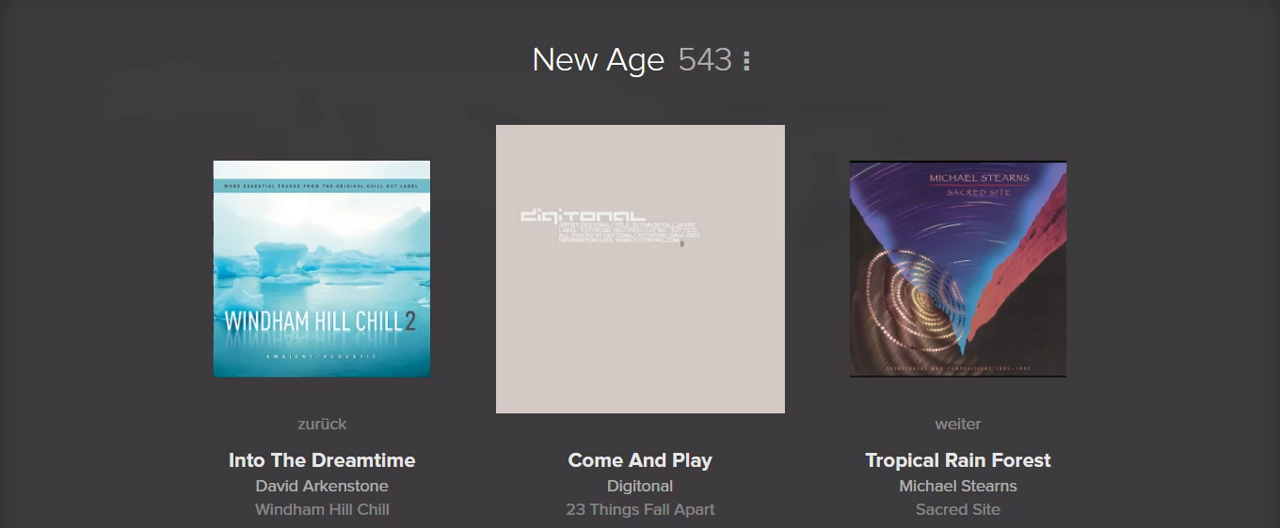 New Age 543
MORE ESSENTIAL TRACKS FROM THE ORIGINAL CHILL OUT LABEL
WINDHAM HILL CHILL 2
AMBIENT/ACOUSTIC
digitonal
MICHAEL STEARNS
SACRED SITE
zurück
Into The Dreamtime
David Arkenstone
Windham Hill Chill
Come And Play
Digitonal
23 Things Fall Apart
weiter
Tropical Rain Forest
Michael Stearns
Sacred Site